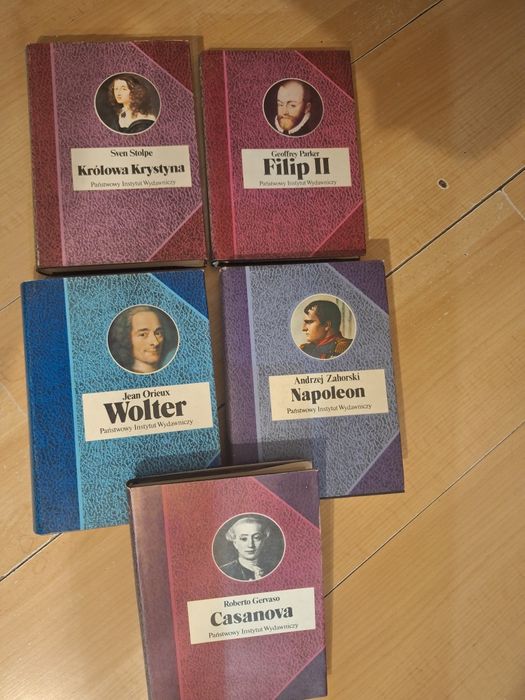 Sven Stolpe
Królowa Krystyna
Państwowy Instytut Wydawniczy
Geoffrey Parker
Filip II
Państwowy Instytut Wydawniczy
Jean Orieux
Wolter
Państwowy Instytut Wydawniczy
Andrzej Zahorski
Napoleon
Państwowy Instytut Wydawniczy
Roberto Gervaso
Casanova
Państwowy Instytut Wydawniczy